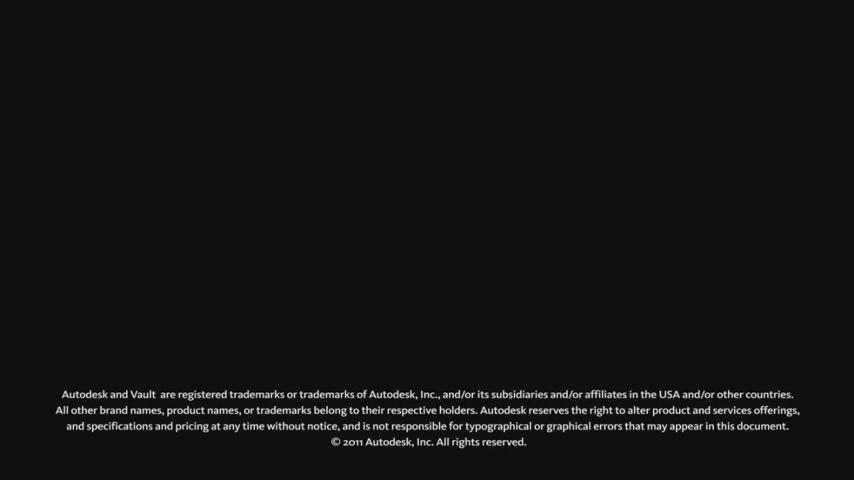 Autodesk and Vault are registered trademarks or trademarks of Autodesk, Inc., and/or its subsidiaries and/or affiliates in the USA and/or other countries.
All other brand names, product names, or trademarks belong to their respective holders. Autodesk reserves the right to alter product and services offerings,
and specifications and pricing at any time without notice, and is not responsible for typographical or graphical errors that may appear in this document.
© 2011 Autodesk, Inc. All rights reserved.